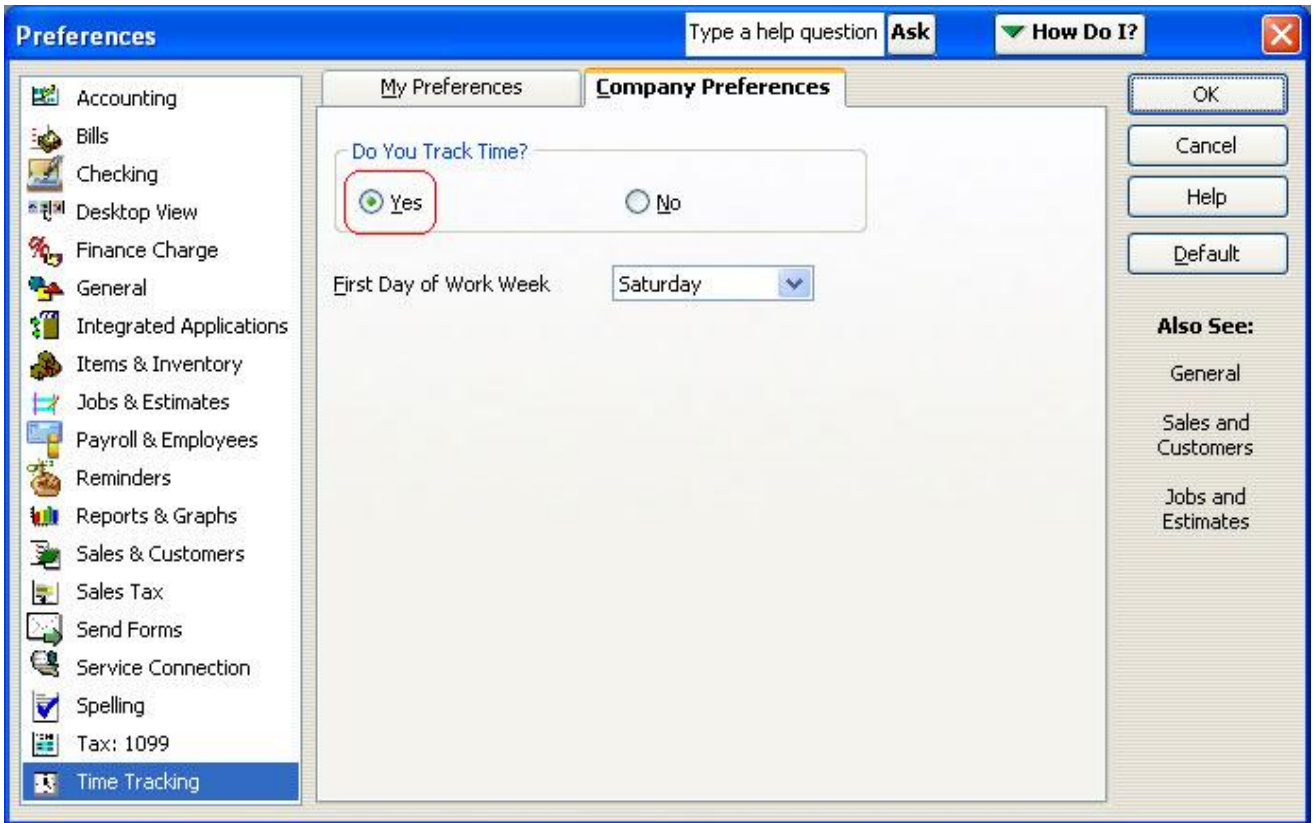 Preferences
Type a help question
Ask
How Do I?
Accounting
Bills
Checking
Desktop View
Finance Charge
General
Integrated Applications
Items & Inventory
Jobs & Estimates
Payroll & Employees
Reminders
Reports & Graphs
Sales & Customers
Sales Tax
Send Forms
Service Connection
Spelling
Tax: 1099
Time Tracking
My Preferences
Company Preferences
Do You Track Time?
Yes
No
First Day of Work Week
Saturday
OK
Cancel
Help
Default
Also See:
General
Sales and
Customers
Jobs and
Estimates